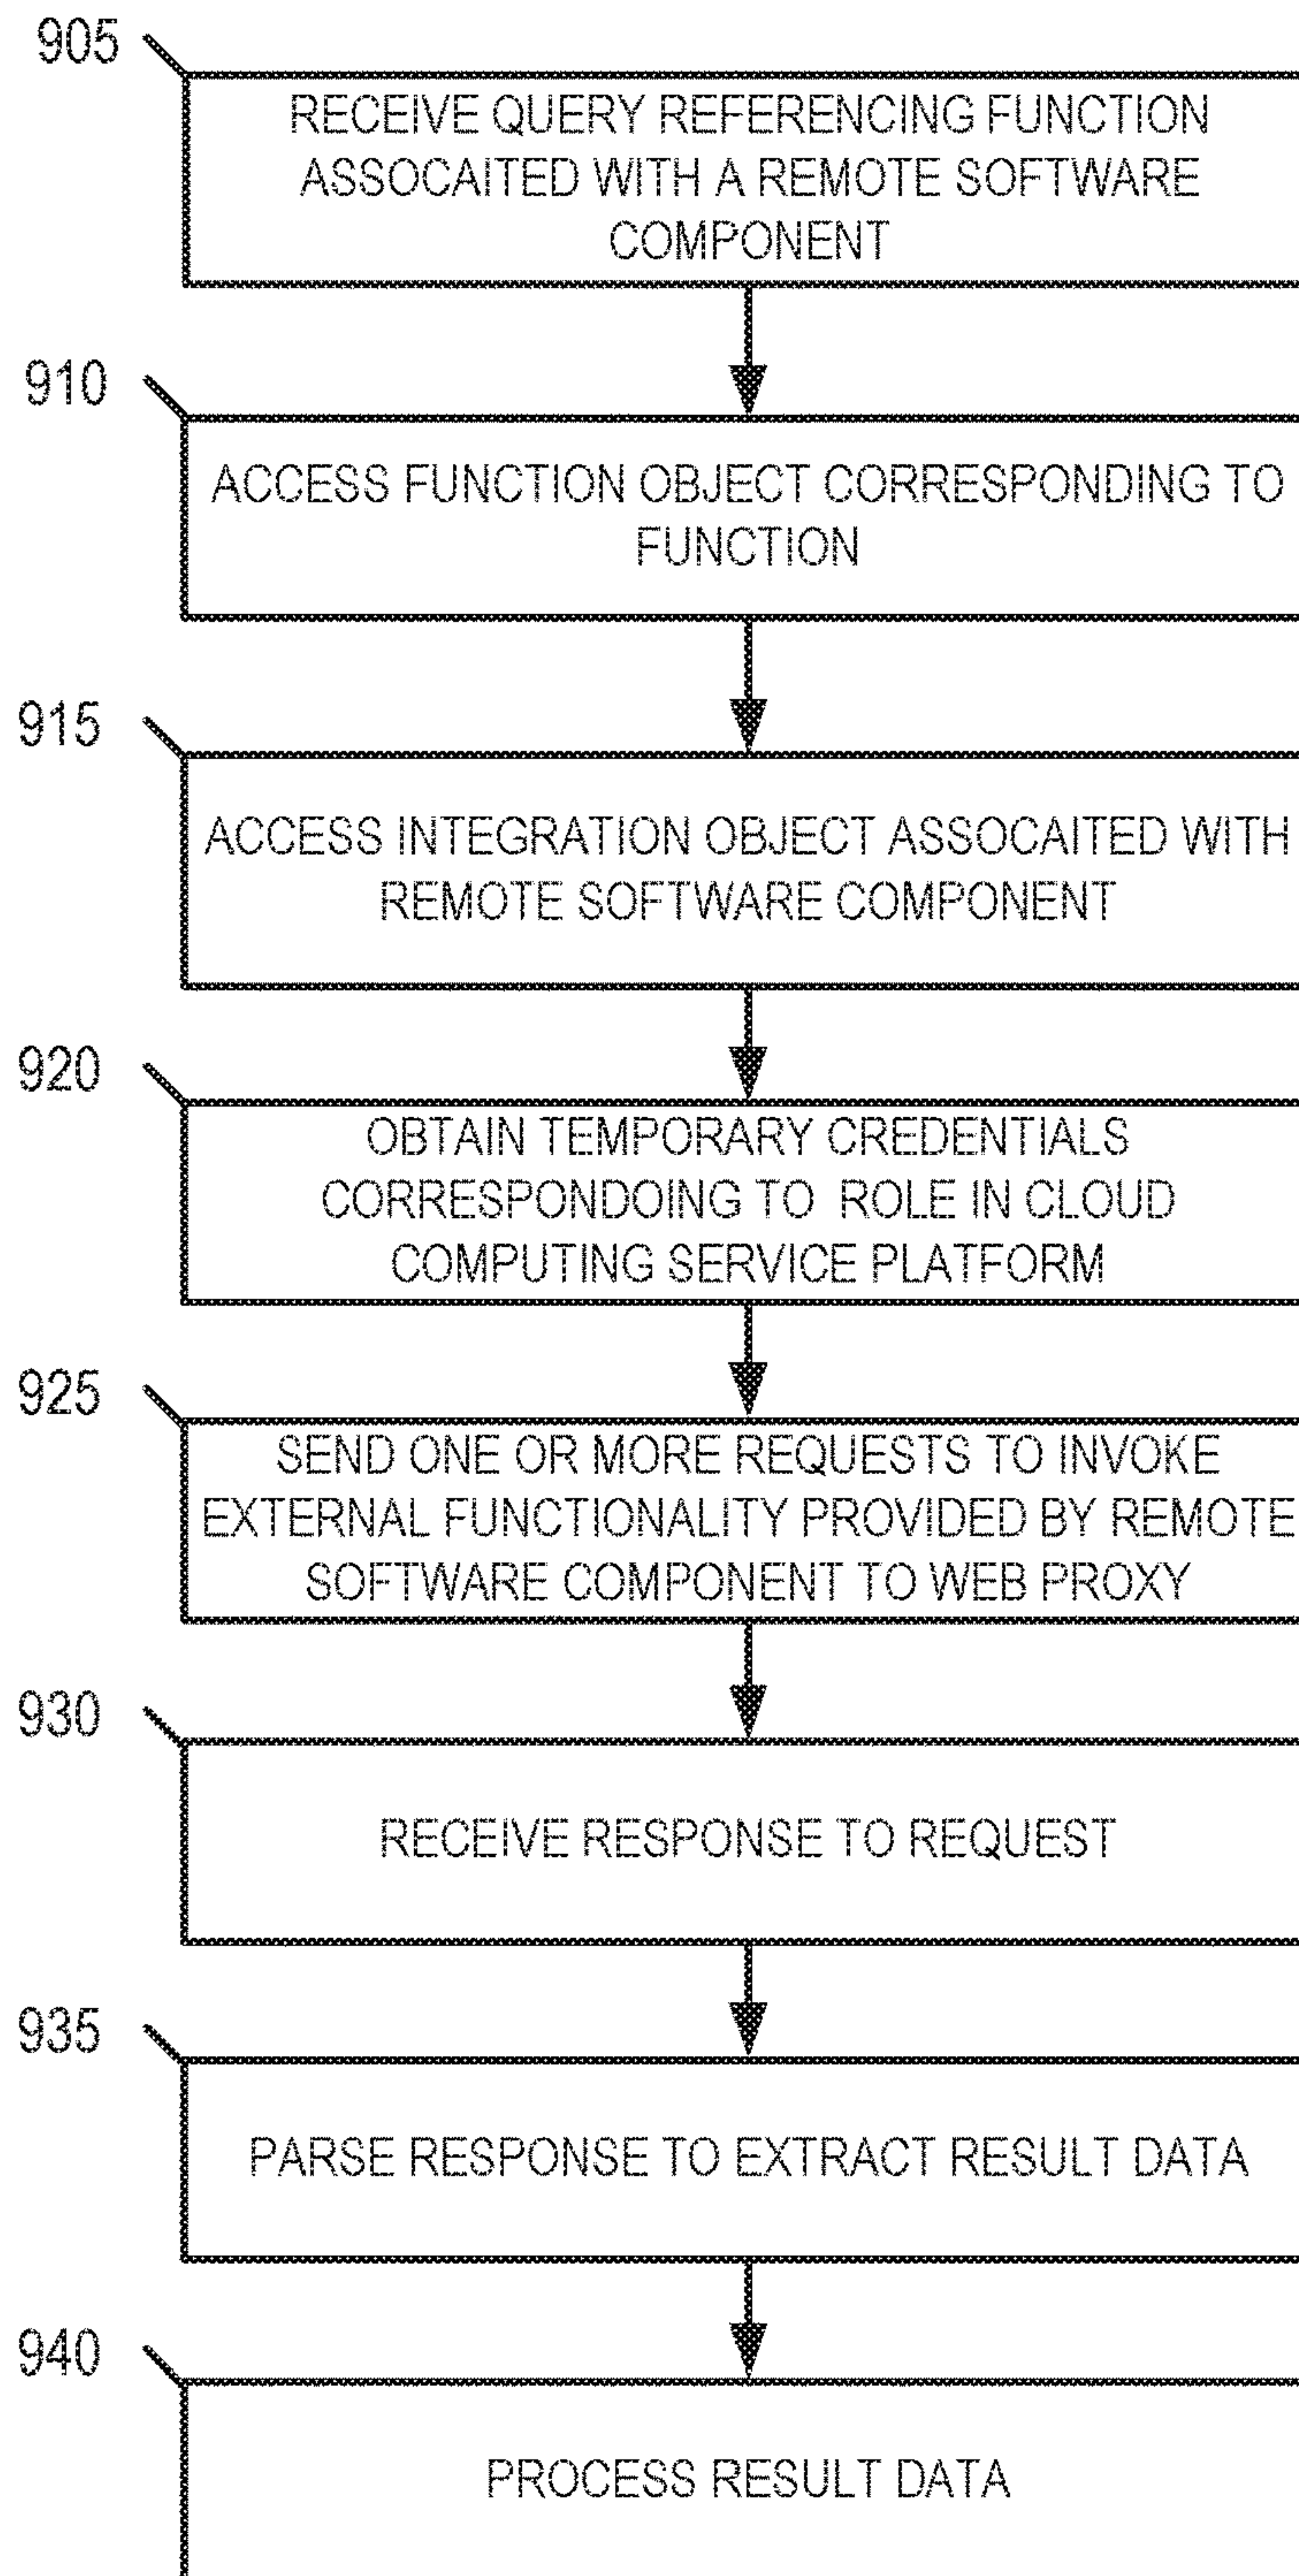 905
RECEIVE QUERY REFERENCING FUNCTION
ASSOCAITED WITH A REMOTE SOFTWARE
COMPONENT
910
ACCESS FUNCTION OBJECT CORRESPONDING TO
FUNCTION
915
ACCESS INTEGRATION OBJECT ASSOCAITED WITH
REMOTE SOFTWARE COMPONENT
920
OBTAIN TEMPORARY CREDENTIALS
CORRESPONDOING TO ROLE IN CLOUD
COMPUTING SERVICE PLATFORM
925
SEND ONE OR MORE REQUESTS TO INVOKE
EXTERNAL FUNCTIONALITY PROVIDED BY REMOTE
SOFTWARE COMPONENT TO WEB PROXY
930
RECEIVE RESPONSE TO REQUEST
935
PARSE RESPONSE TO EXTRACT RESULT DATA
940
PROCESS RESULT DATA